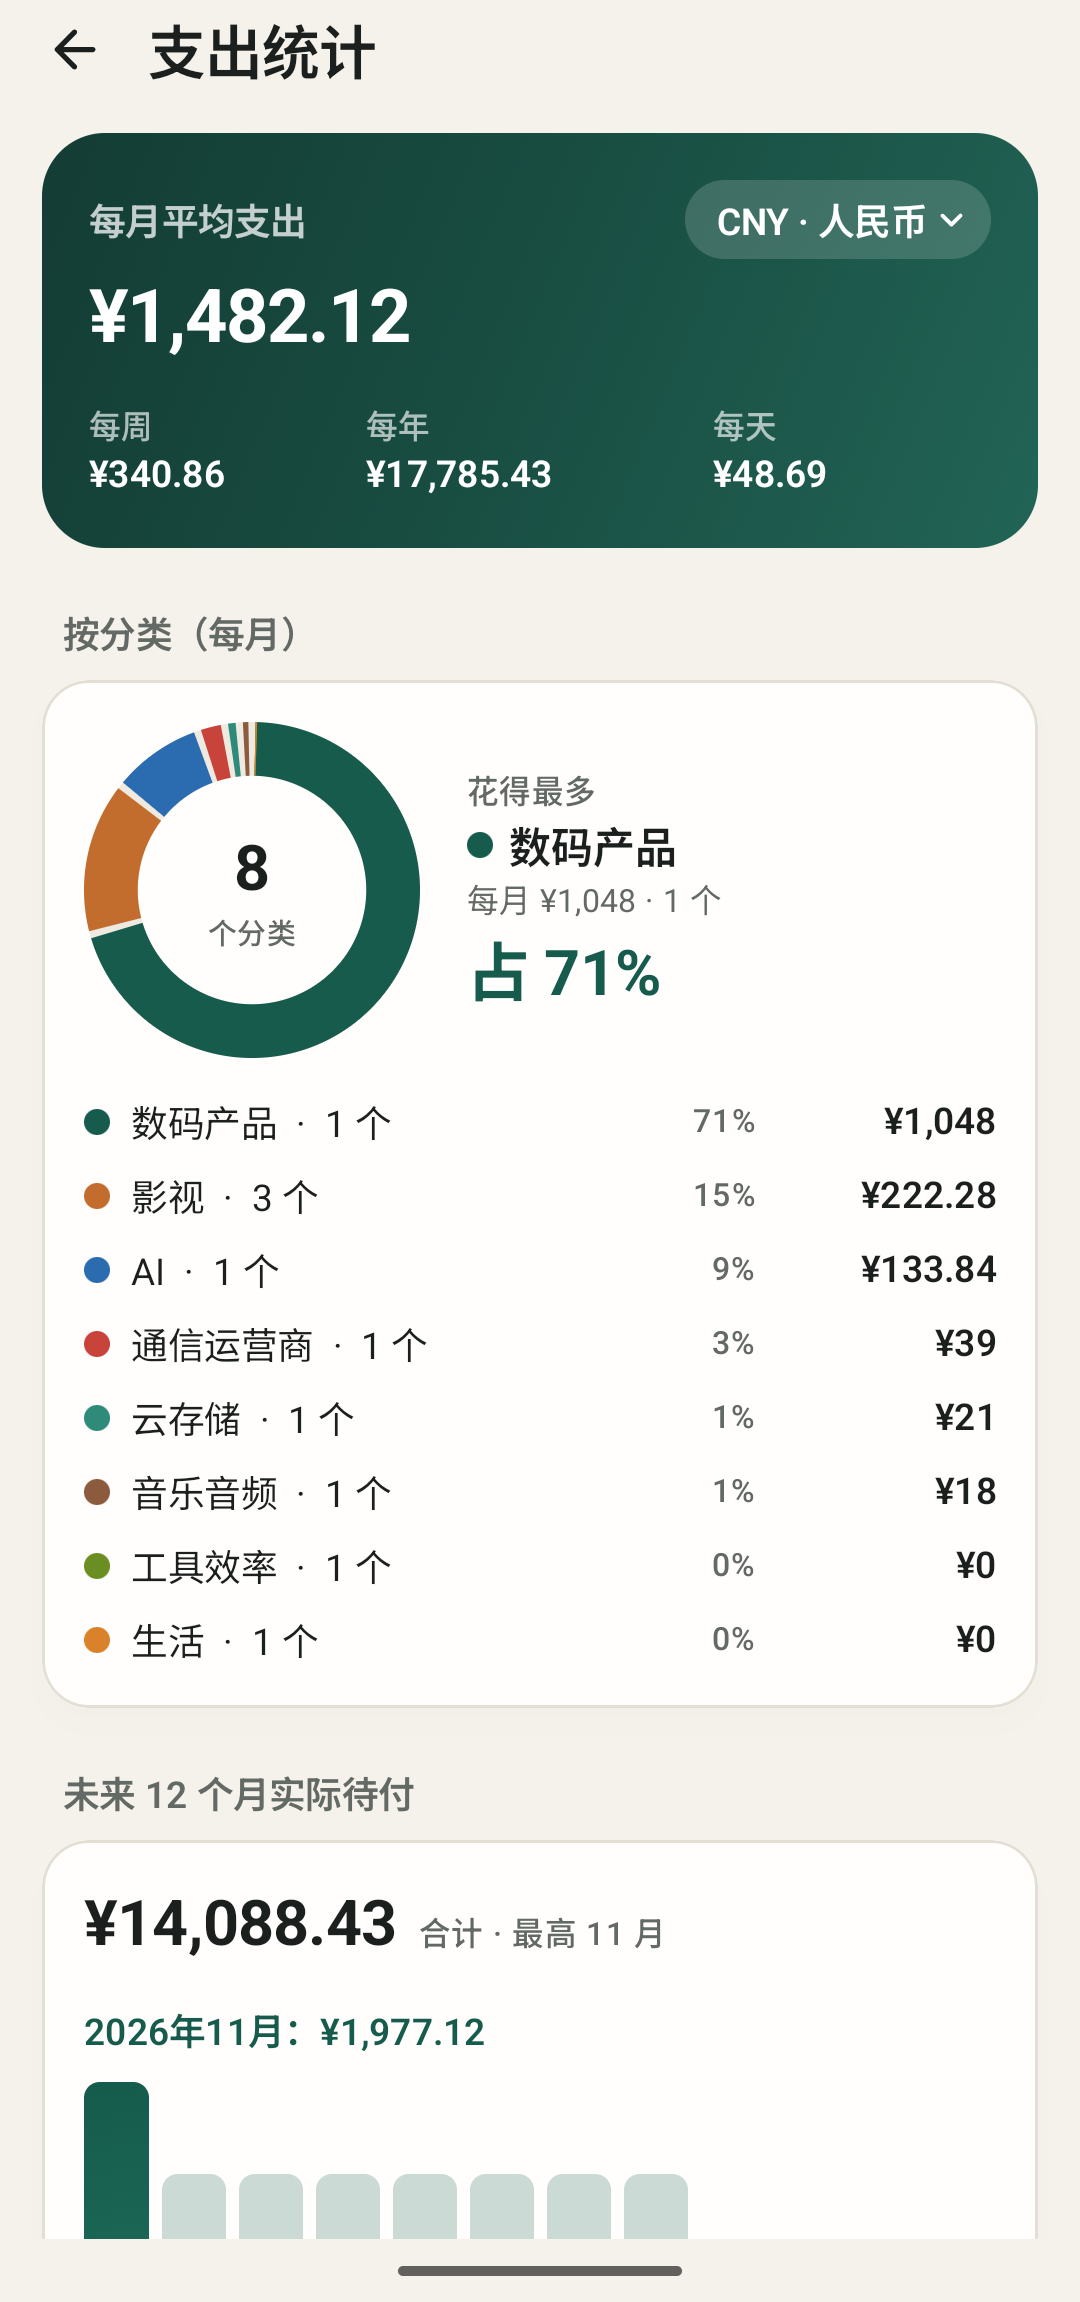 支出统计
每月平均支出
CNY · 人民币
¥1,482.12
每周 每年 每天
¥340.86 ¥17,785.43 ¥48.69
按分类（每月）
8
个分类
花得最多
数码产品
每月 ¥1,048 · 1 个
占 71%
数码产品 · 1 个 71% ¥1,048
影视 · 3 个 15% ¥222.28
AI · 1 个 9% ¥133.84
通信运营商 · 1 个 3% ¥39
云存储 · 1 个 1% ¥21
音乐音频 · 1 个 1% ¥18
工具效率 · 1 个 0% ¥0
生活 · 1 个 0% ¥0
未来 12 个月实际待付
¥14,088.43 合计 · 最高 11 月
2026年11月：¥1,977.12